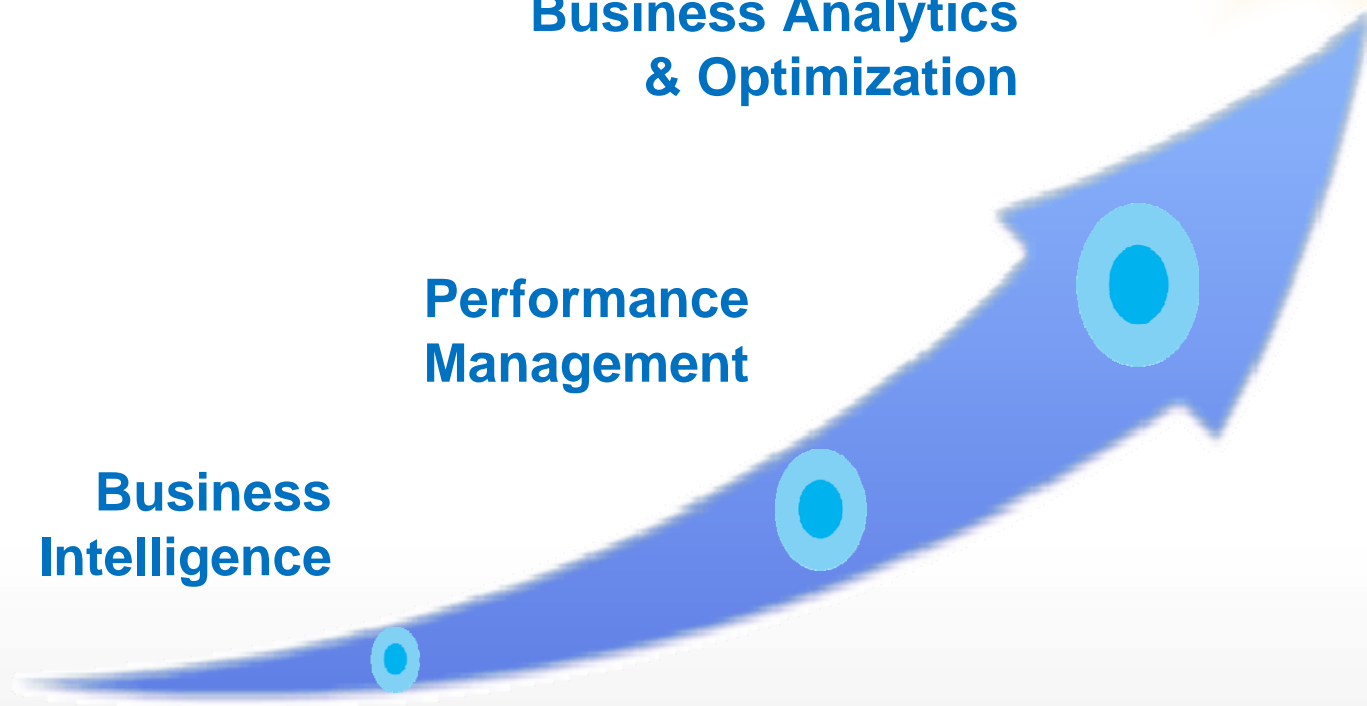 Business Analytics
& Optimization
Performance
Management
Business
Intelligence